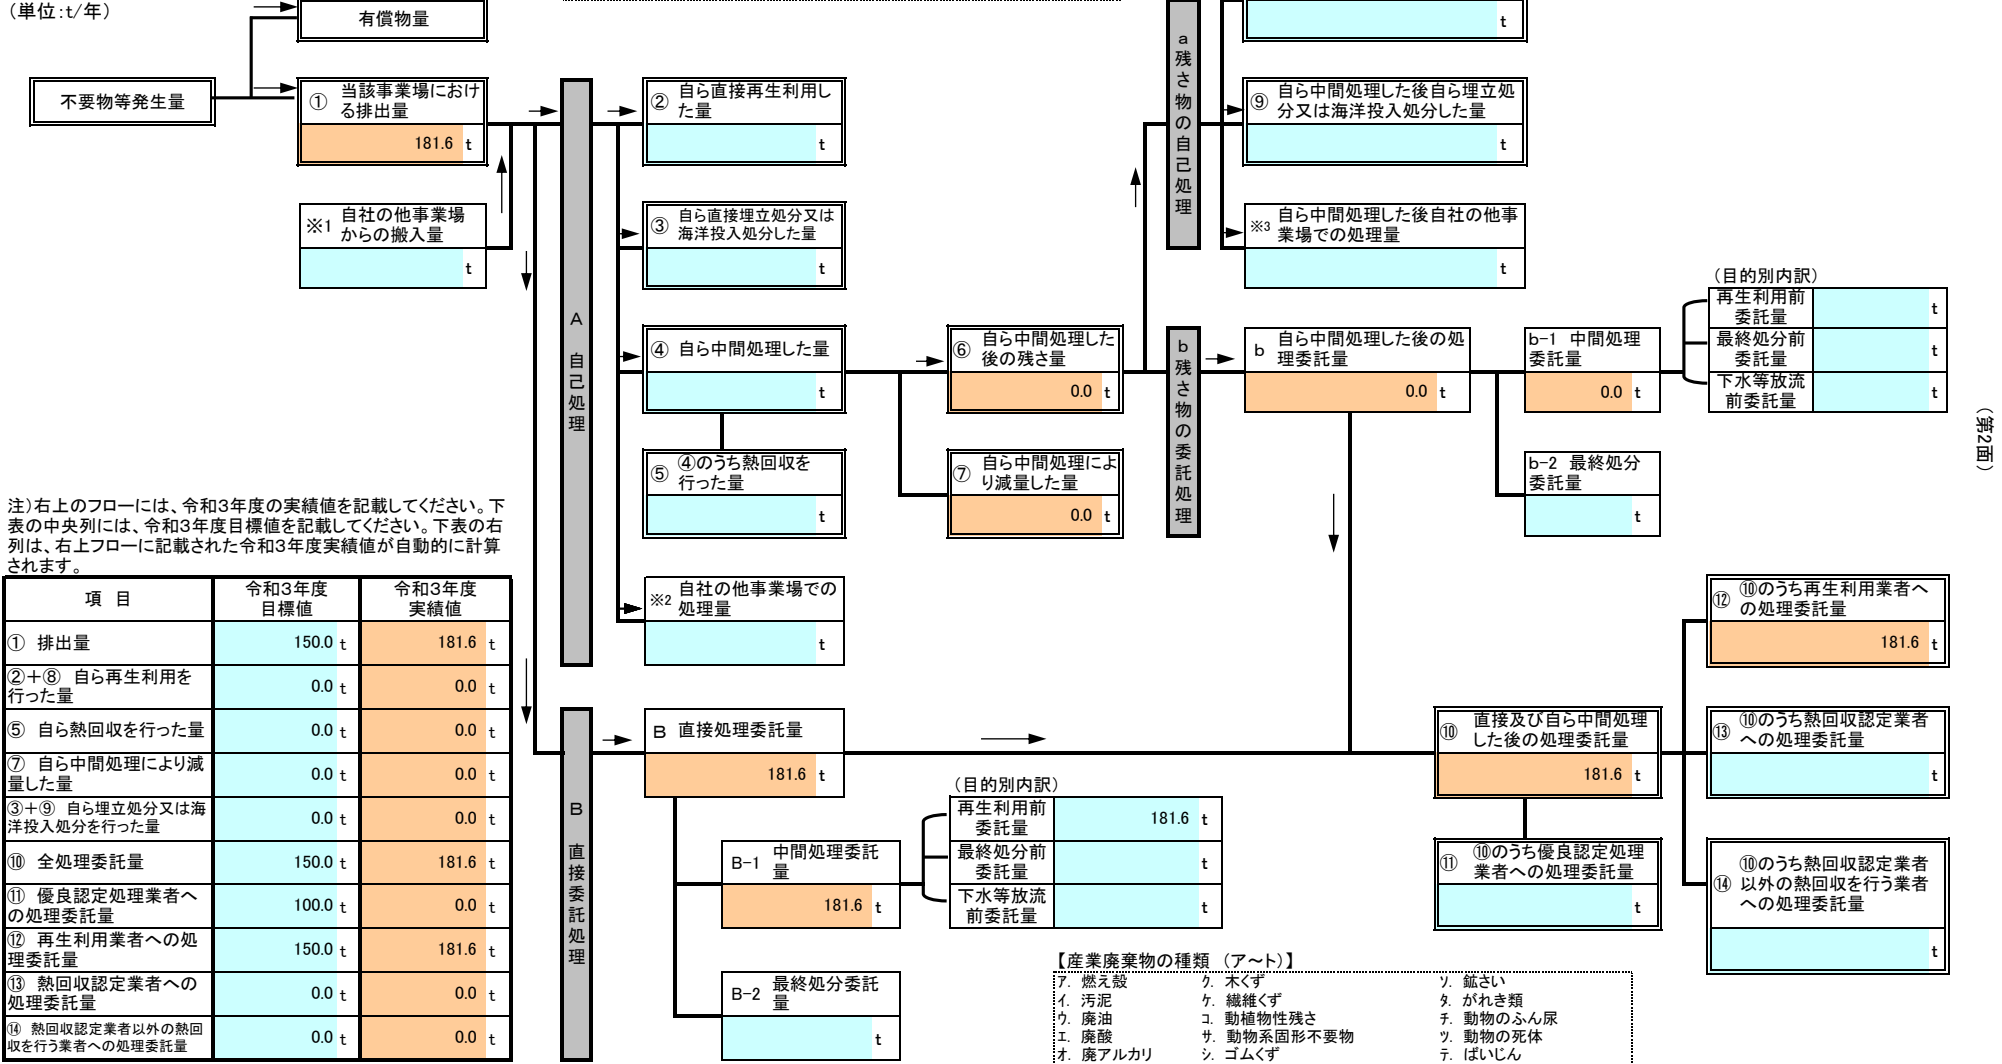 （単位:t/年）
有償物量
不要物等発生量
① 当該事業場におけ
る排出量
181.6 t
※1 自社の他事業場
からの搬入量
t
A 自己処理
② 自ら直接再生利用し
た量
t
③ 自ら直接埋立処分又は
海洋投入処分した量
t
④ 自ら中間処理した量
t
⑤ ④のうち熱回収を
行った量
t
※2 自社の他事業場での
処理量
t
⑥ 自ら中間処理した
後の残さ量
0.0 t
⑦ 自ら中間処理によ
り減量した量
0.0 t
a 残さ物の自己処理
t
⑨ 自ら中間処理した後自ら埋立処
分又は海洋投入処分した量
t
※3 自ら中間処理した後自社の他事
業場での処理量
t
b 残さ物の委託処理
b 自ら中間処理した後の処
理委託量
0.0 t
b-1 中間処理
委託量
0.0 t
（目的別内訳）
再生利用前
委託量
t
最終処分前
委託量
t
下水等放流
前委託量
t
b-2 最終処分
委託量
t
（第2面）
注）右上のフローには、令和3年度の実績値を記載してください。下
表の中央列には、令和3年度目標値を記載してください。下表の右
列は、右上フローに記載された令和3年度実績値が自動的に計算
されます。
項 目 令和3年度
目標値 令和3年度
実績値
① 排出量 150.0 t 181.6 t
②＋⑧ 自ら再生利用を
行った量 0.0 t 0.0 t
⑤ 自ら熱回収を行った量 0.0 t 0.0 t
⑦ 自ら中間処理により減
量した量 0.0 t 0.0 t
③＋⑨ 自ら埋立処分又は海
洋投入処分を行った量 0.0 t 0.0 t
⑩ 全処理委託量 150.0 t 181.6 t
⑪ 優良認定処理業者へ
の処理委託量 100.0 t 0.0 t
⑫ 再生利用業者への処
理委託量 150.0 t 181.6 t
⑬ 熱回収認定業者への
処理委託量 0.0 t 0.0 t
⑭ 熱回収認定業者以外の熱回
収を行う業者への処理委託量 0.0 t 0.0 t
B 直接委託処理
B 直接処理委託量
181.6 t
B-1 中間処理委託
量
181.6 t
（目的別内訳）
再生利用前
委託量
181.6 t
最終処分前
委託量
t
下水等放流
前委託量
t
B-2 最終処分委託
量
t
⑩ 直接及び自ら中間処理
した後の処理委託量
181.6 t
⑪ ⑩のうち優良認定処理
業者への処理委託量
t
⑫ ⑩のうち再生利用業者へ
の処理委託量
181.6 t
⑬ ⑩のうち熱回収認定業者
への処理委託量
t
⑭ ⑩のうち熱回収認定業者
以外の熱回収を行う業者
への処理委託量
t
【産業廃棄物の種類 （ア～ト）】
ア. 燃え殻 ク. 木くず ソ. 鉱さい
イ. 汚泥 ケ. 繊維くず タ. がれき類
ウ. 廃油 コ. 動植物性残さ チ. 動物のふん尿
エ. 廃酸 サ. 動物系固形不要物 ツ. 動物の死体
オ. 廃アルカリ シ. ゴムくず テ. ばいじん